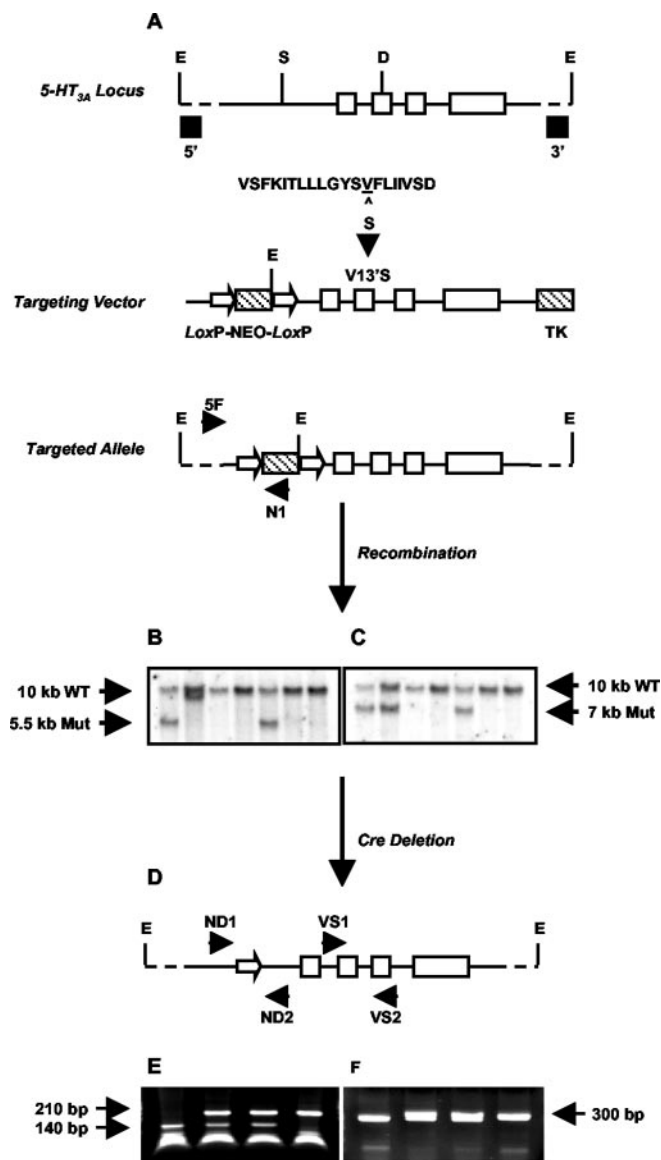 A
E S D E
5-HT3A Locus
5' 3'
VSFKITLLLGYSVFLIIVSD
^
S
E
V13'S
Targeting Vector
LoxP-NEO-LoxP TK
E 5F E E
Targeted Allele
N1
Recombination
B C
10 kb WT 10 kb WT
5.5 kb Mut 7 kb Mut
Cre Deletion
D
E ND1 VS1 E
ND2 VS2
E F
210 bp 300 bp
140 bp